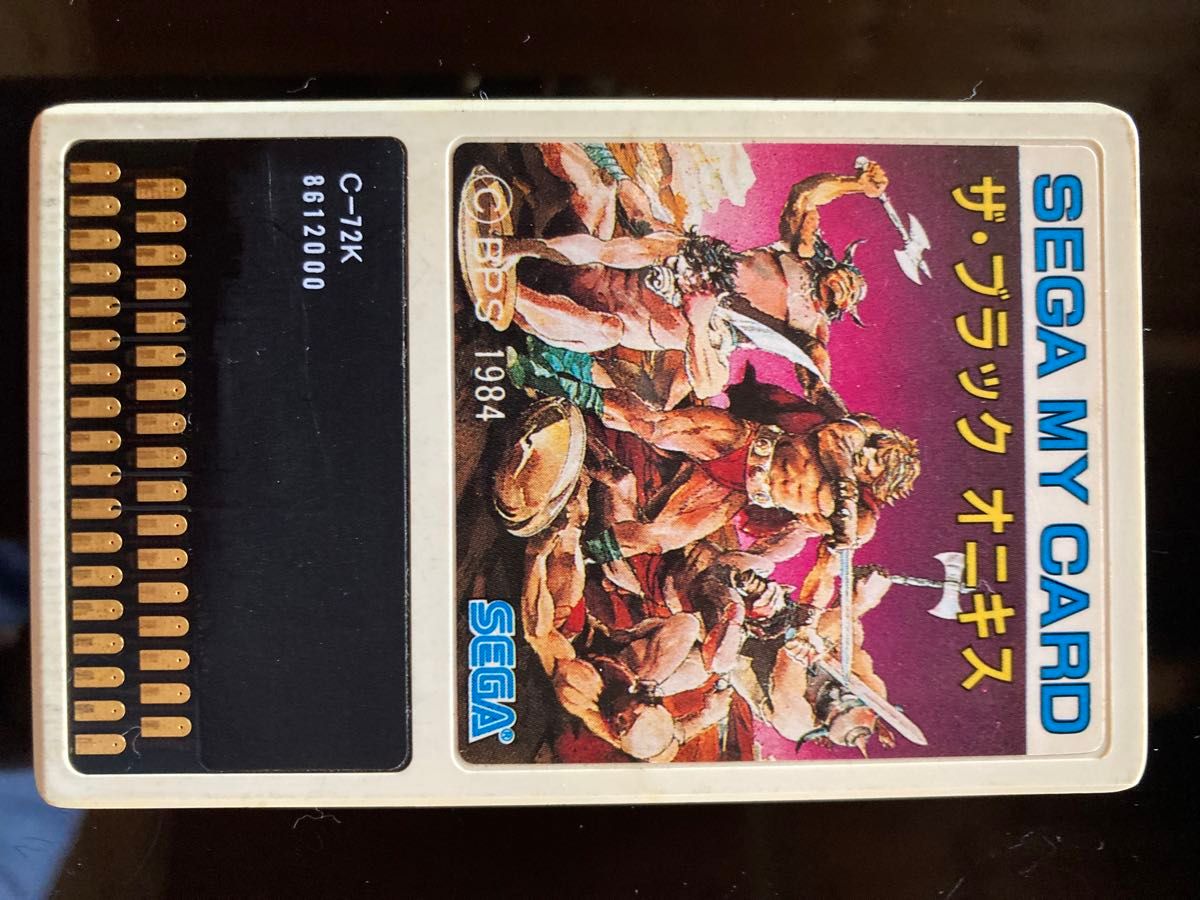 SEGA MY CARD
ザ・ブラック オニキス
© BPS 1984
SEGA®
C-72K
8612000